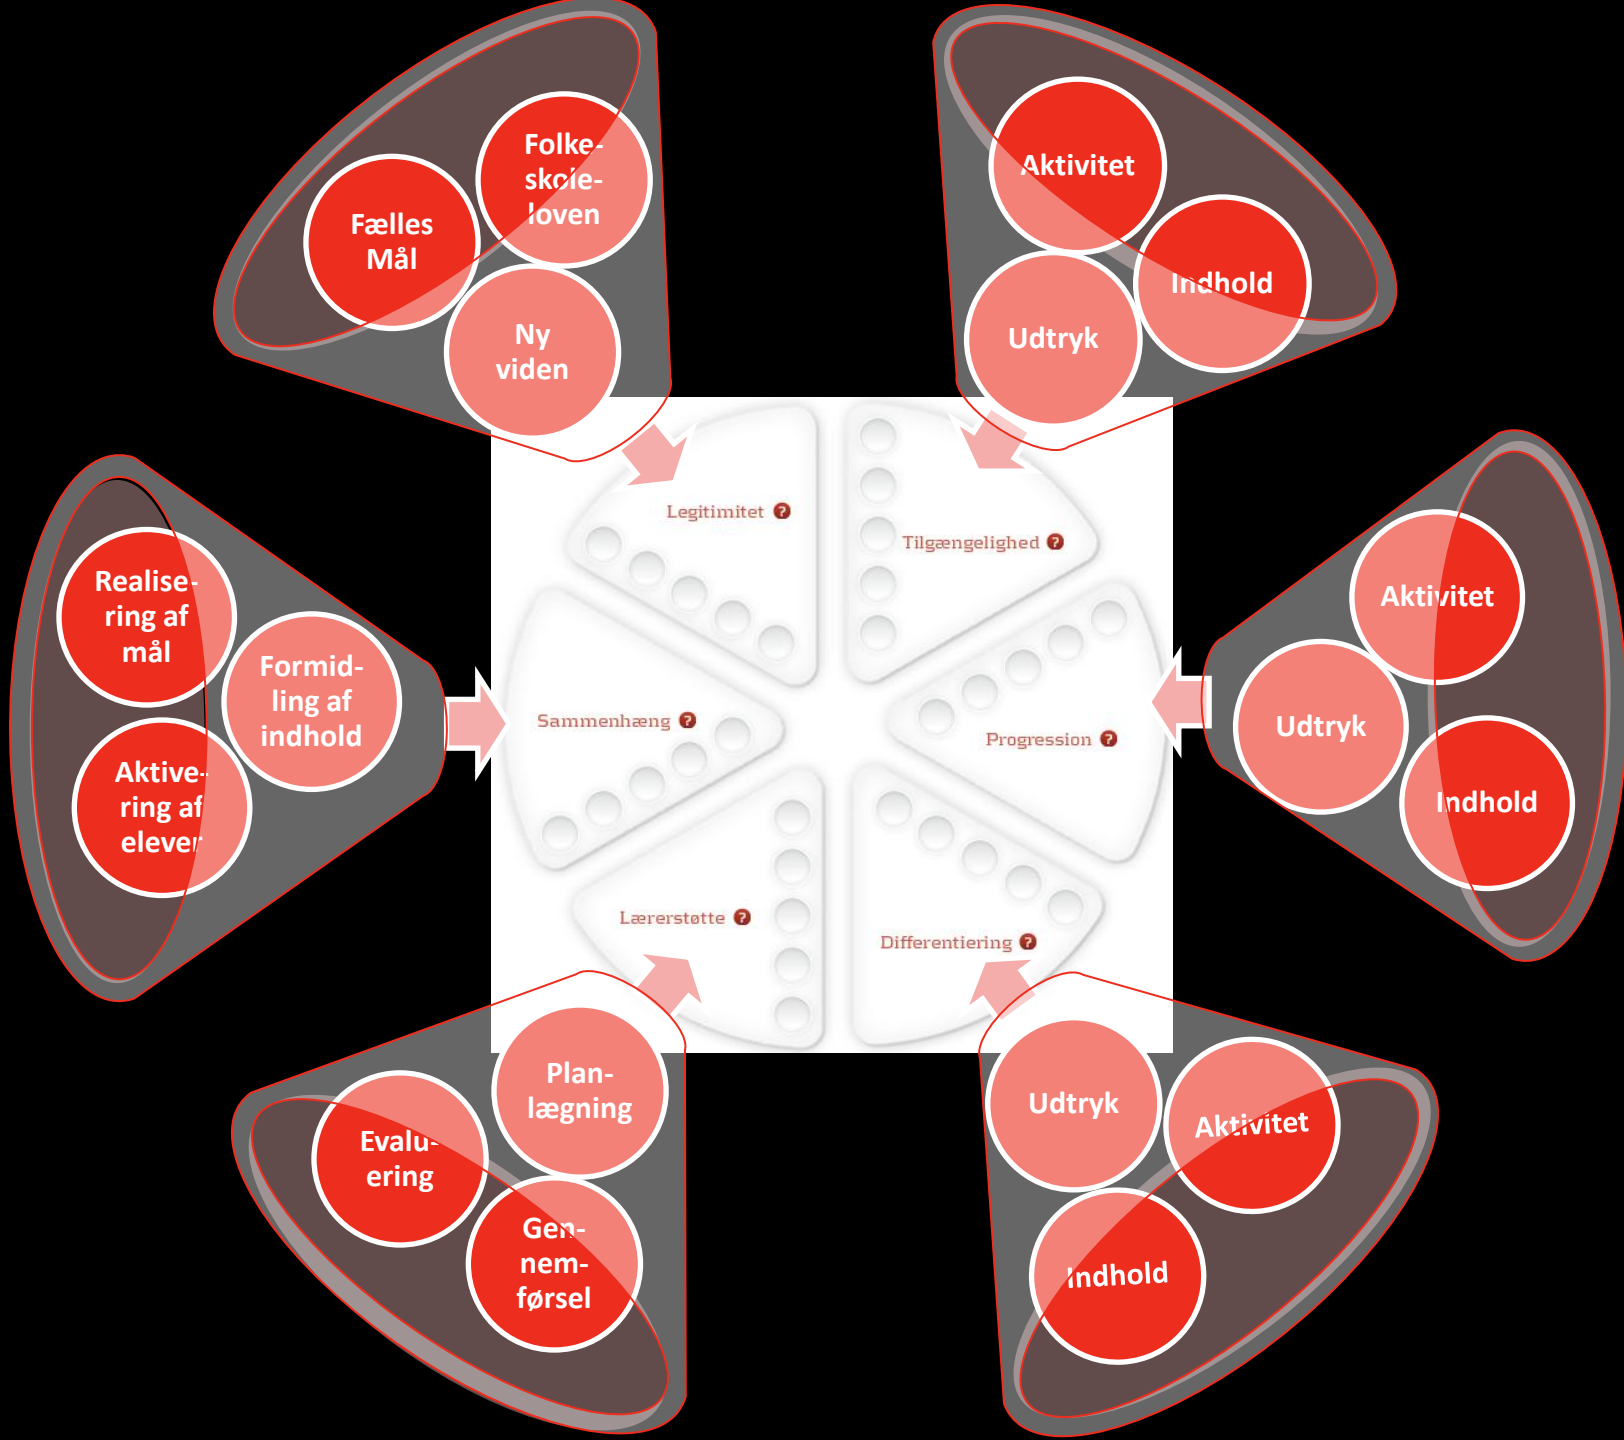 Folke-
skole-
loven
Fælles
Mål
Ny
viden
Aktivitet
Indhold
Udtryk
Legitimitet ?
Tilgængelighed ?
Realise-
ring af
mål
Formid-
ling af
indhold
Aktive-
ring af
elever
Sammenhæng ?
Progression ?
Aktivitet
Udtryk
Indhold
Lærerstøtte ?
Differentiering ?
Plan-
lægning
Evalu-
ering
Gen-
nem-
førsel
Udtryk
Aktivitet
Indhold